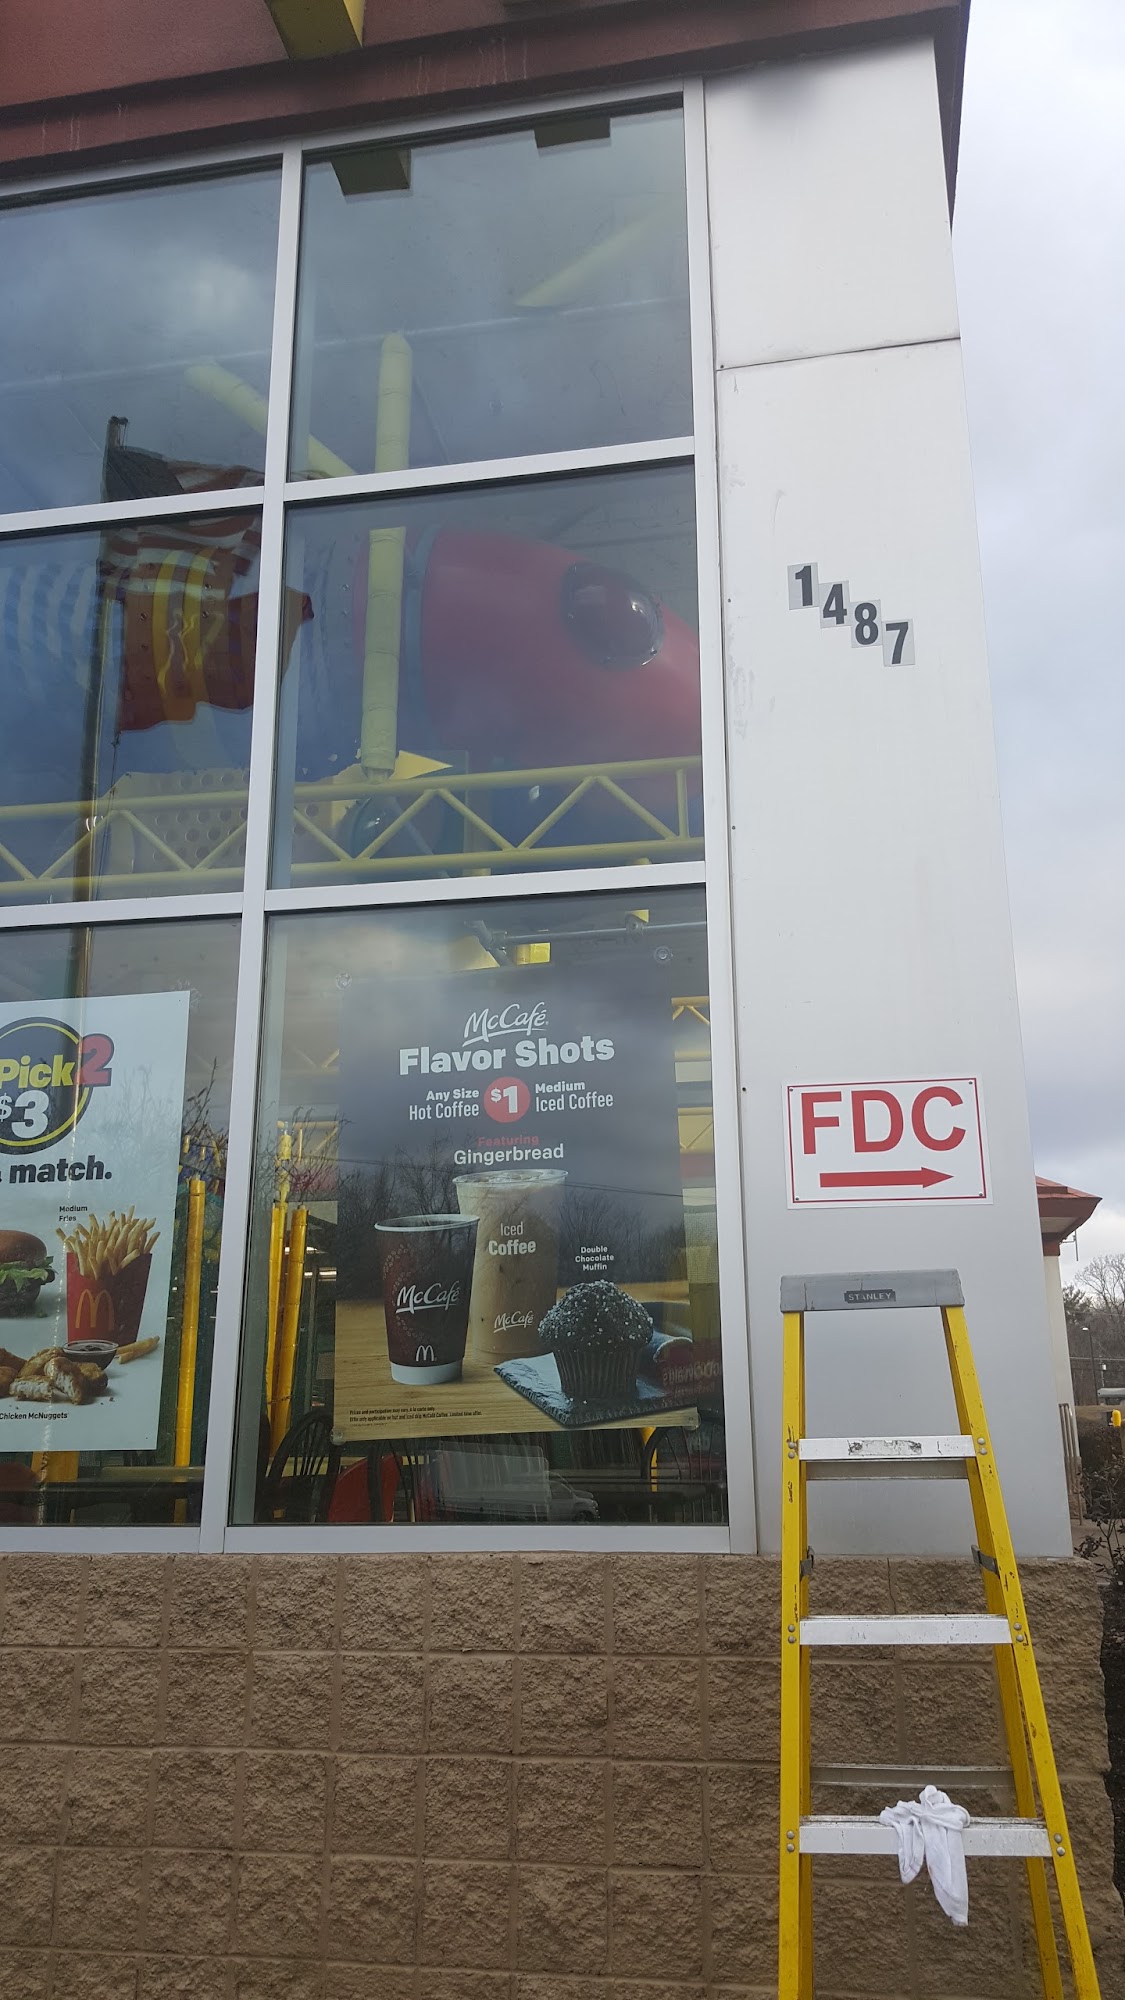 1487
McCafé
Flavor Shots
Any Size
Hot Coffee
$1
Medium
Iced Coffee
Featuring
Gingerbread
Iced
Coffee
McCafé
McCafé
Double
Chocolate
Muffin
Pick 2
$3
match.
Medium
Fries
Chicken McNuggets
FDC
STANLEY